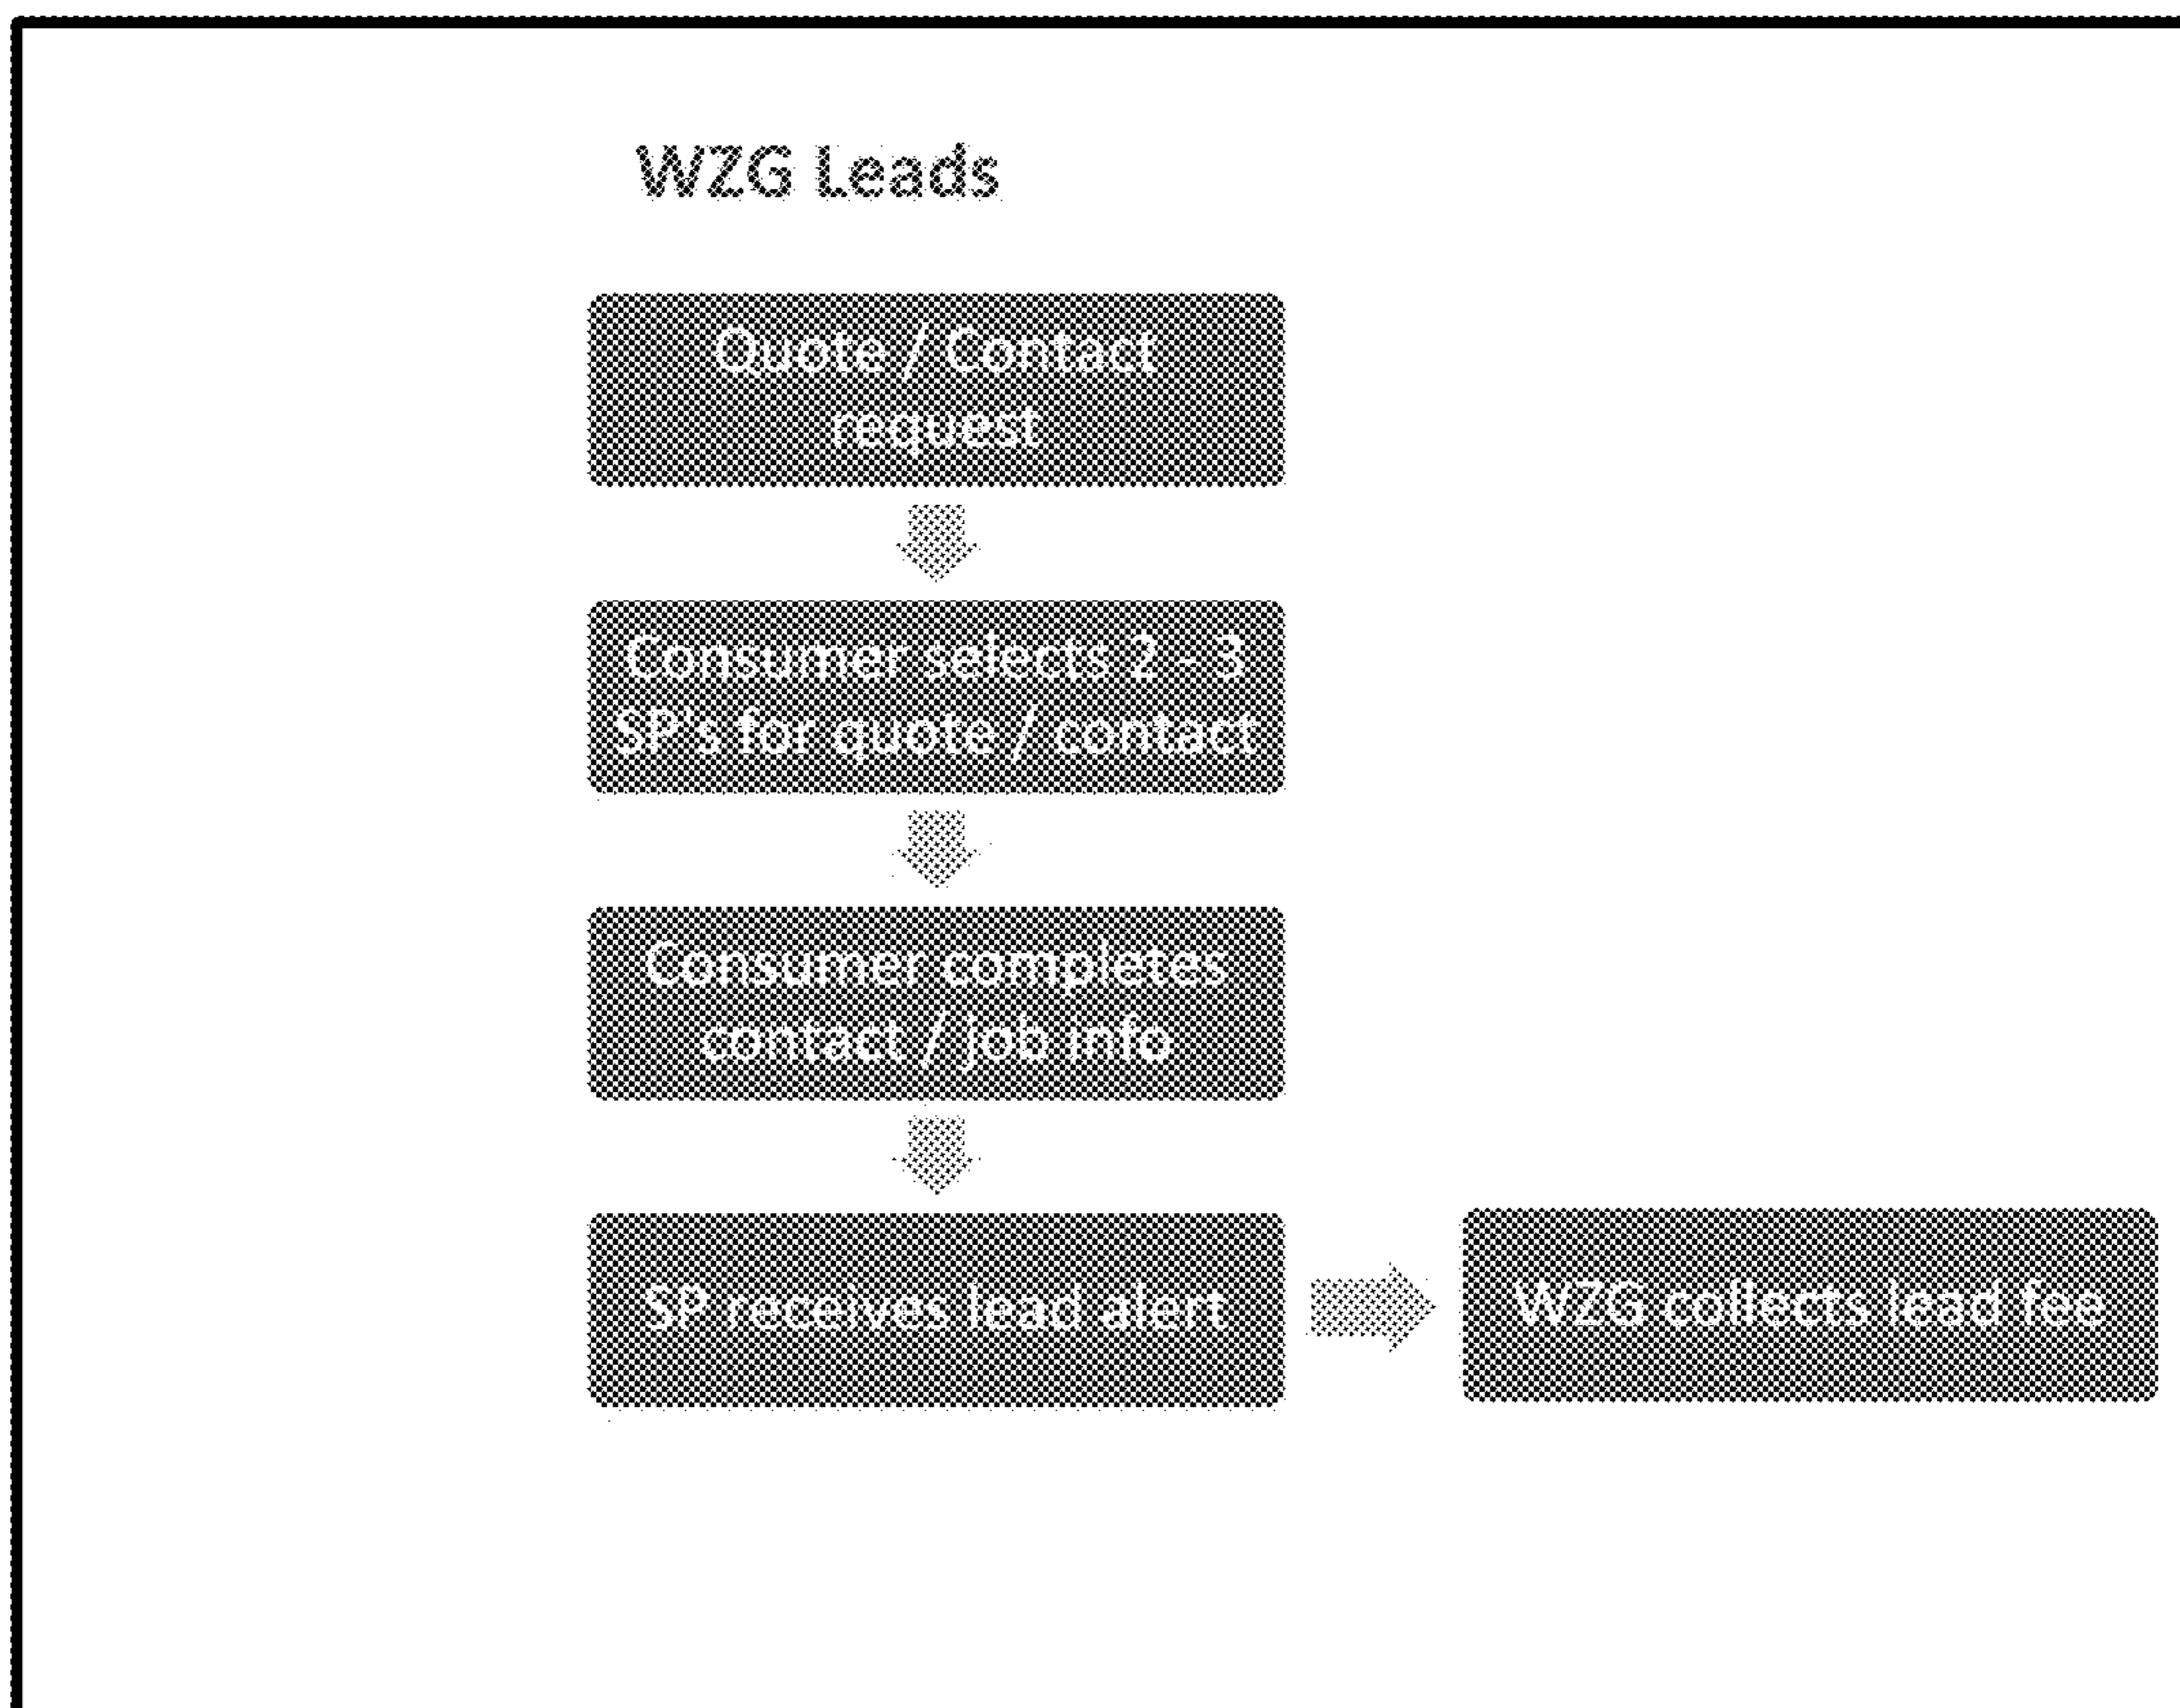 WZG Leads
Quote / Contact
request
Consumer selects 2 - 3
SP's for quote / contact
Consumer completes
contact / job info
SP receives lead alert
WZG collects lead fee